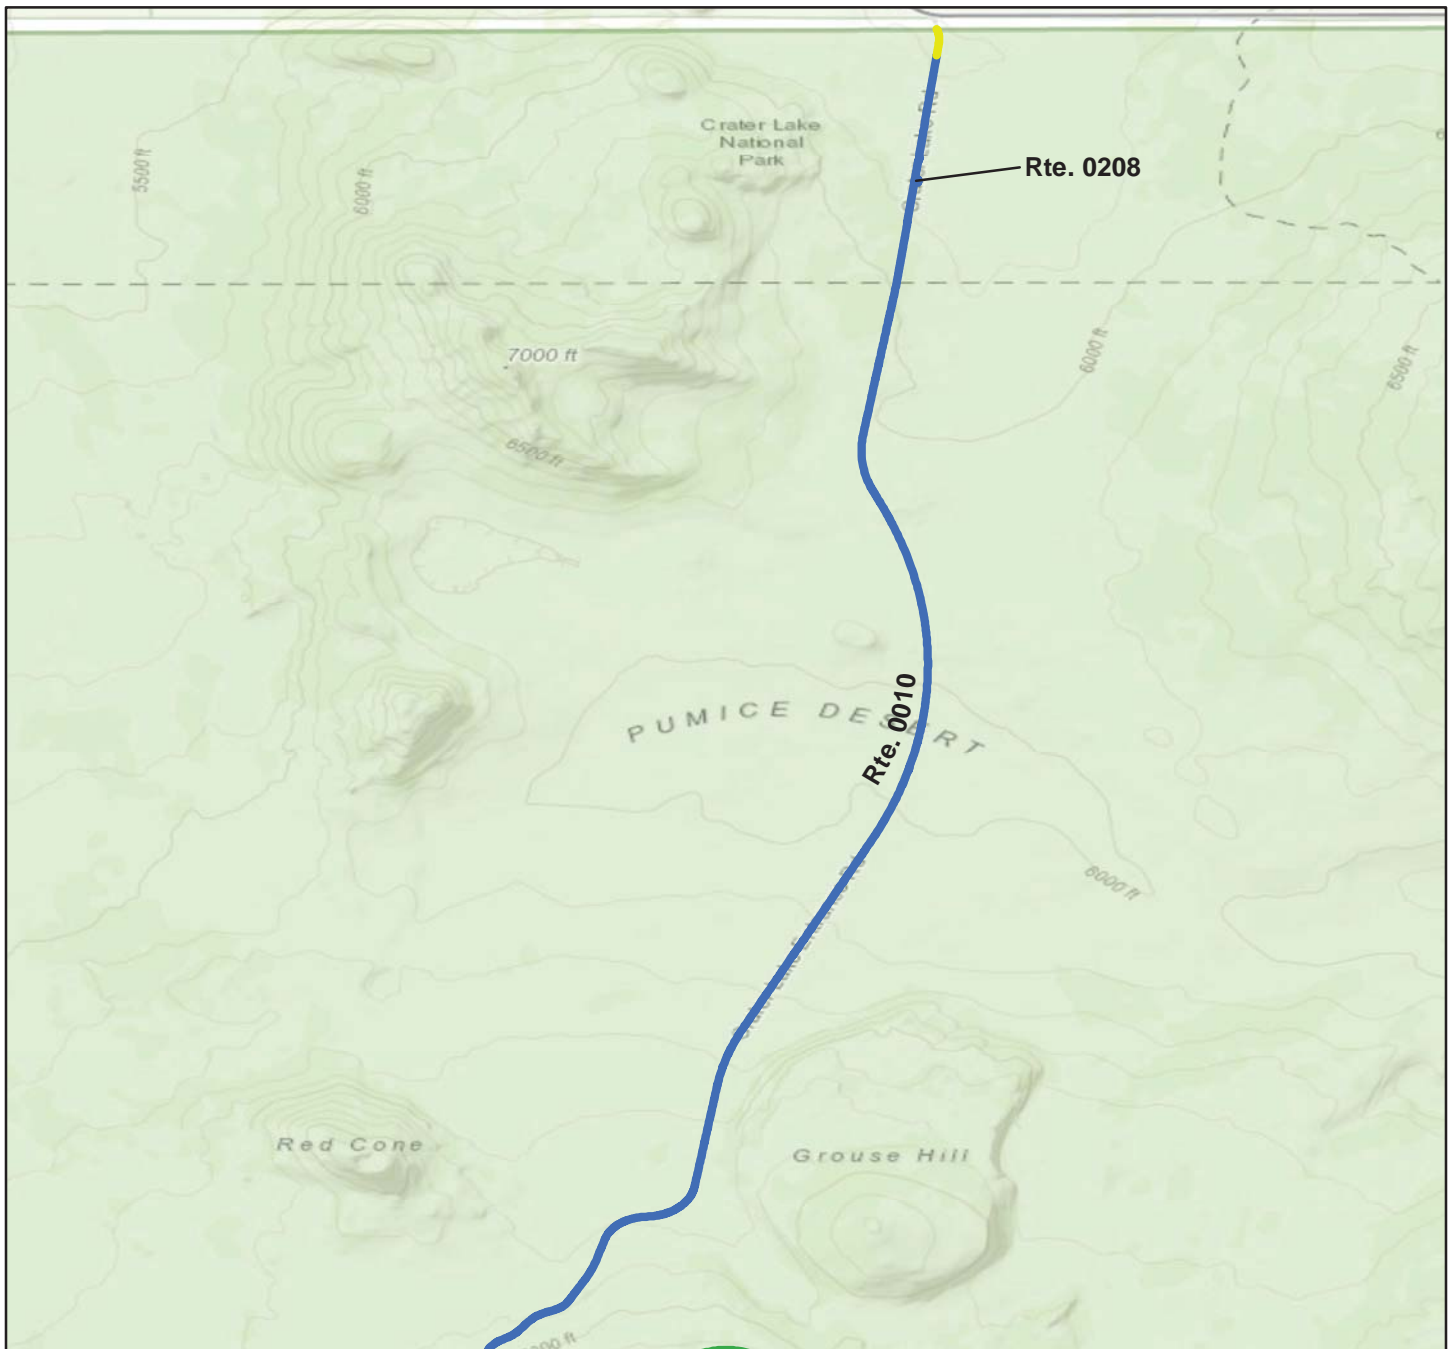 Crater Lake
National
Park
Rte. 0208
5500 ft
6000 ft
7000 ft
6000 ft
6500 ft
6500 ft
Rte. 0010
PUMICE DESERT
6000 ft
Red Cone
Grouse Hill